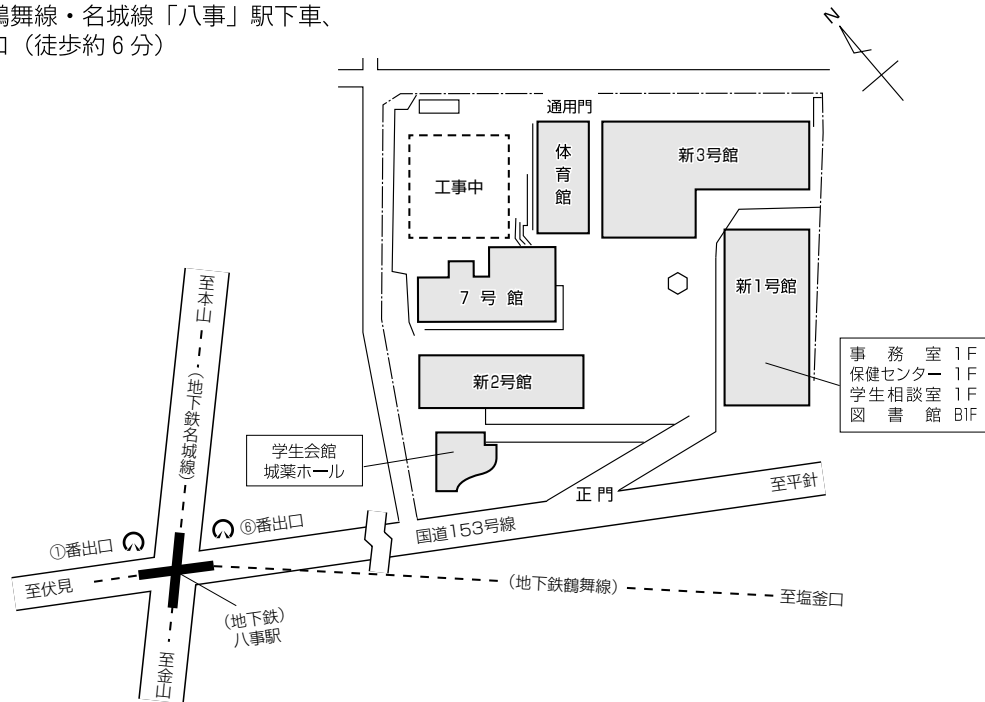 鶴舞線・名城線「八事」駅下車、
口（徒歩約6分）
N
通用門
体育館
新3号館
工事中
7号館
新1号館
新2号館
事務室 1F
保健センター 1F
学生相談室 1F
図書館 B1F
学生会館
城薬ホール
正門
至平針
国道153号線
至本山
（地下鉄名城線）
①番出口
⑥番出口
至伏見
（地下鉄鶴舞線）
至塩釜口
（地下鉄）
八事駅
至金山